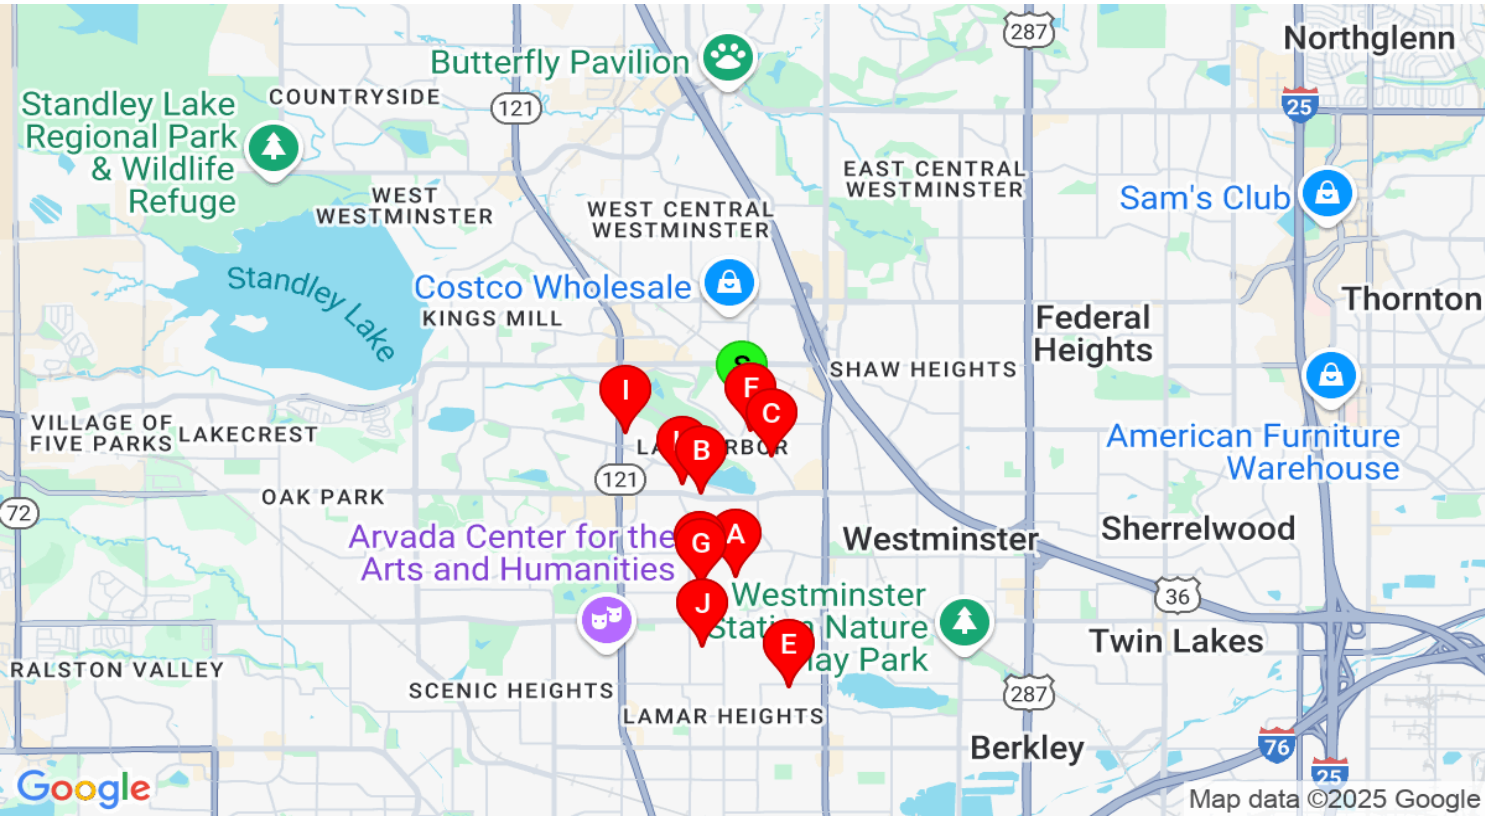 287
Northglenn
Butterfly Pavilion
COUNTRYSIDE
121
25
Standley Lake
Regional Park
& Wildlife
Refuge
EAST CENTRAL
WESTMINSTER
Sam's Club
WEST
WESTMINSTER
WEST CENTRAL
WESTMINSTER
Standley Lake
Costco Wholesale
KINGS MILL
Thornton
Federal
Heights
SHAW HEIGHTS
I
F
C
B
VILLAGE OF
FIVE PARKS
LAKECREST
American Furniture
Warehouse
121
OAK PARK
72
Arvada Center for the
Arts and Humanities
G
A
Westminster
Sherrelwood
J
E
Westminster
Station Nature
Play Park
36
Twin Lakes
RALSTON VALLEY
SCENIC HEIGHTS
287
LAMAR HEIGHTS
Berkley
76
25
Google
Map data ©2025 Google